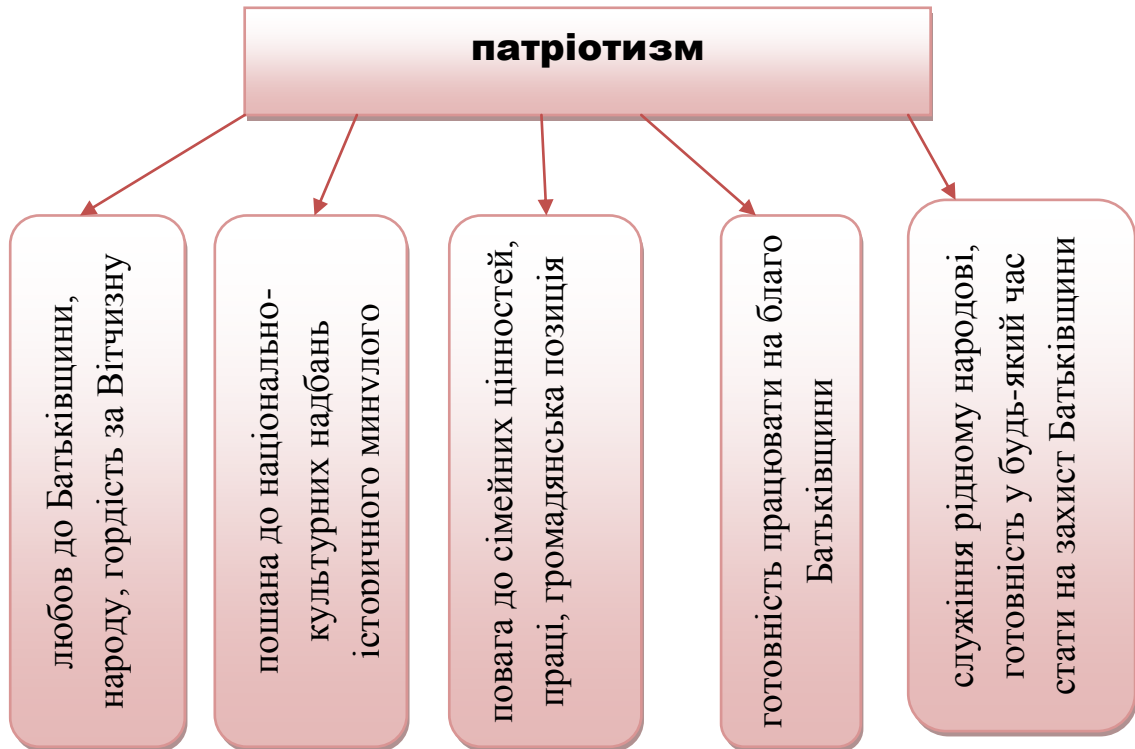 патріотизм
любов до Батьківщини,
народу, гордість за Вітчизну
пошана до національно-
культурних надбань
історичного минулого
повага до сімейних цінностей,
праці, громадянська позиція
готовність працювати на благо
Батьківщини
служіння рідному народові,
готовність у будь-який час
стати на захист Батьківщини